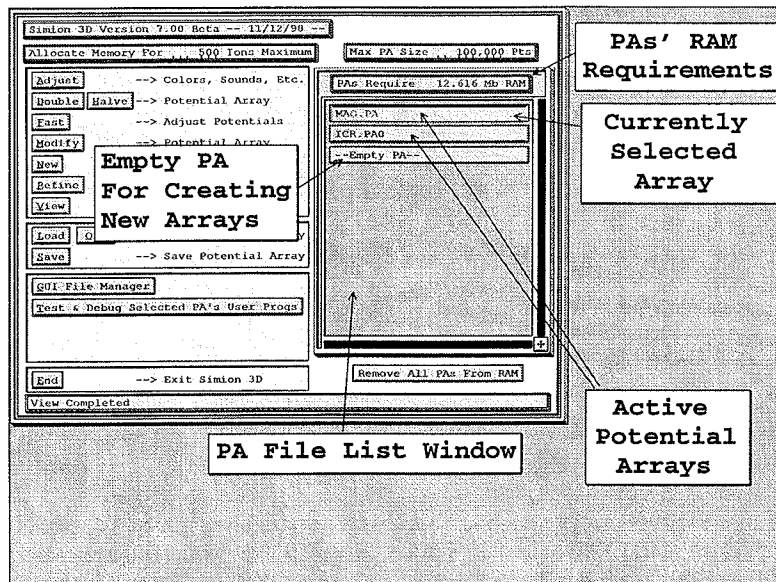 Simion 3D Version 7.00 Beta -- 11/12/98 --
Allocate Memory For ... 500 Ions Maximum
Max PA Size .. 100,000 Pts
PAs' RAM
Requirements
Adjust --> Colors, Sounds, Etc.
PAs Require 12.616 Mb RAM
Double Halve --> Potential Array
Fast --> Adjust Potentials
MAG.PA
Currently
Selected
Array
Modify --> Potential Array
ICR.PA0
New
--Empty PA--
Empty PA
For Creating
New Arrays
Refine
View
Load
Save --> Save Potential Array
GUI File Manager
Test & Debug Selected PA's User Progs
End --> Exit Simion 3D
Remove All PAs From RAM
View Completed
Active
Potential
Arrays
PA File List Window